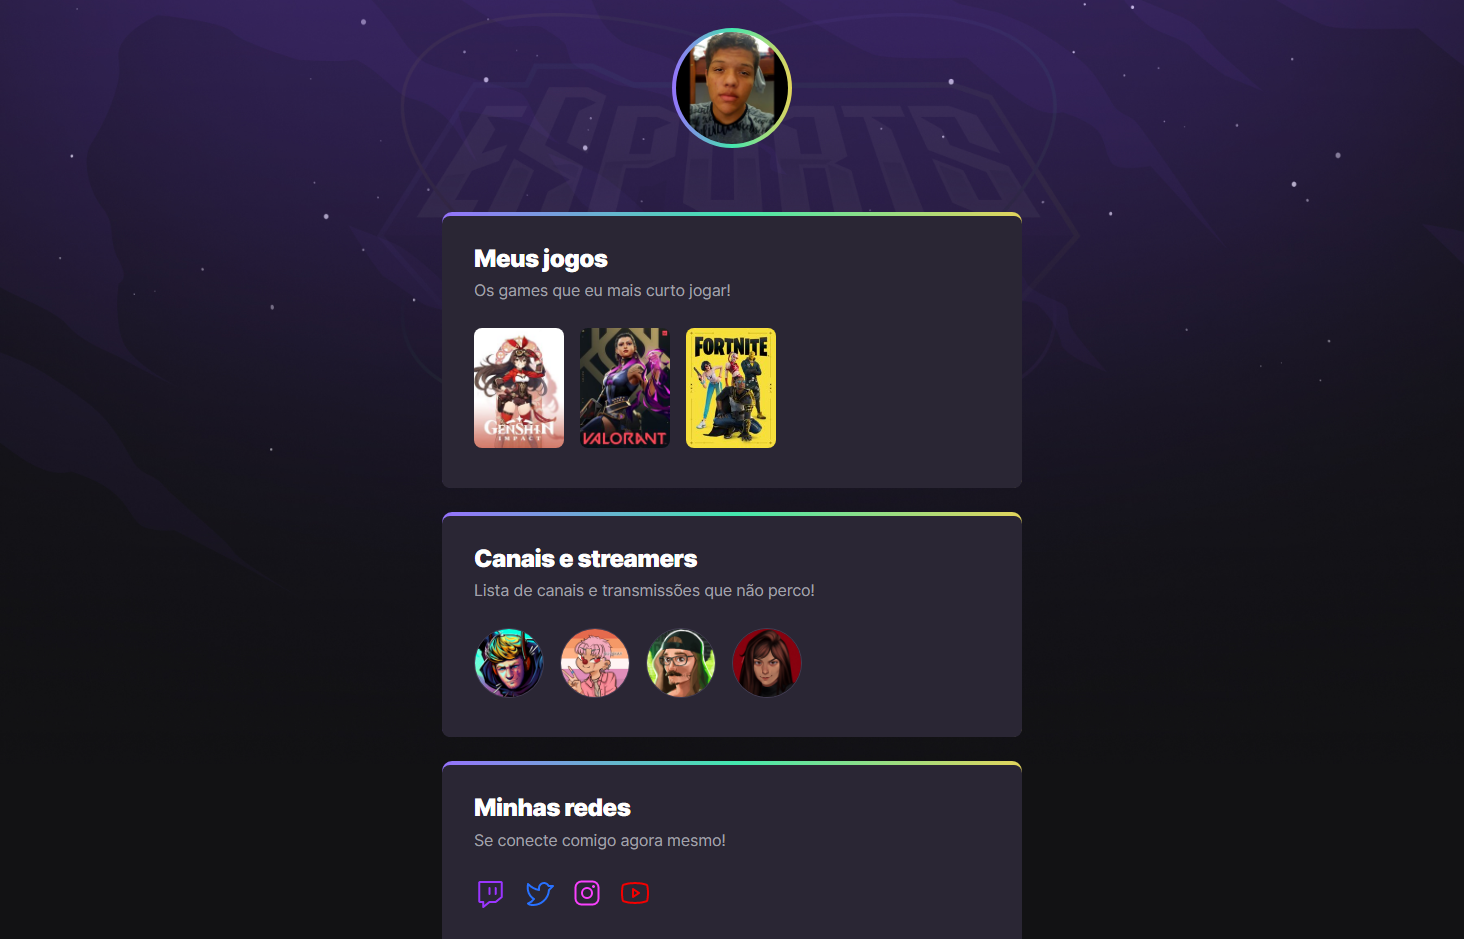 ESPORTS
Meus jogos
Os games que eu mais curto jogar!
GENSHIN
IMPACT
VALORANT
FORTNITE
Canais e streamers
Lista de canais e transmissões que não perco!
Minhas redes
Se conecte comigo agora mesmo!